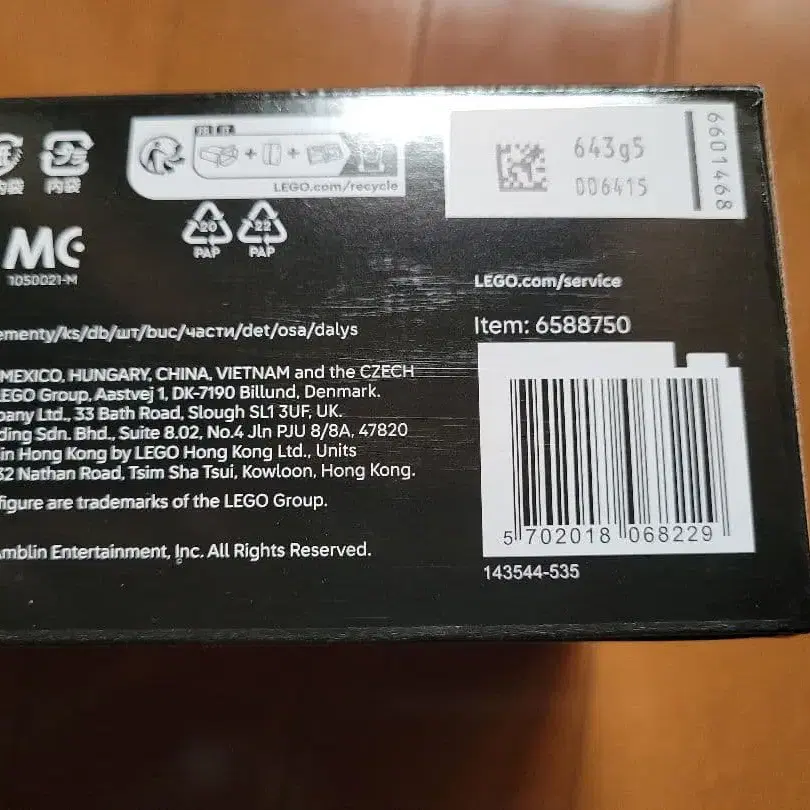 内袋
LEGO.com/recycle
643g5
006415
6601468
MC
1050021-M
20
PAP
22
PAP
LEGO.com/service
Item: 6588750
ementy/ks/db/шт/buc/части/det/osa/dalys
MEXICO, HUNGARY, CHINA, VIETNAM and the CZECH
LEGO Group, Aastvej 1, DK-7190 Billund, Denmark.
pany Ltd., 33 Bath Road, Slough SL1 3UF, UK.
ding Sdn. Bhd., Suite 8.02, No.4 Jln PJU 8/8A, 47820
in Hong Kong by LEGO Hong Kong Ltd., Units
32 Nathan Road, Tsim Sha Tsui, Kowloon, Hong Kong.
figure are trademarks of the LEGO Group.
Amblin Entertainment, Inc. All Rights Reserved.
5 702018 068229
143544-535